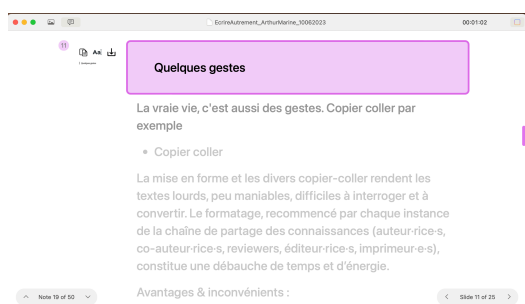 EcrireAutrement_ArthurMarine_10062023
00:01:02
11
Aa
Quelques gestes
La vraie vie, c'est aussi des gestes. Copier coller par
exemple
• Copier coller
La mise en forme et les divers copier-coller rendent les
textes lourds, peu maniables, difficiles à interroger et à
convertir. Le formatage, recommencé par chaque instance
de la chaîne de partage des connaissances (auteur·rice·s,
co-auteur·rice·s, reviewers, éditeur·rice·s, imprimeur·e·s),
constitue une débauche de temps et d'énergie.
Avantages & inconvénients :
Note 19 of 50
Slide 11 of 25